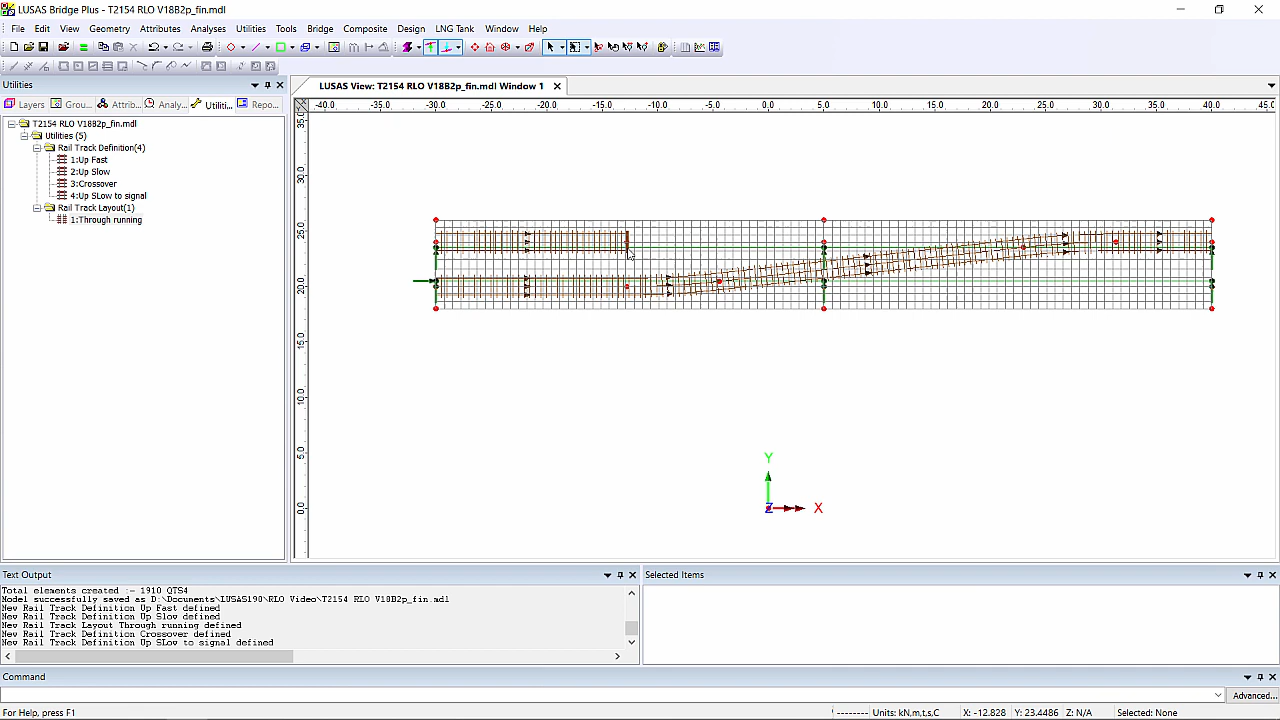 LUSAS Bridge Plus - T2154 RLO V18B2p_fin.mdl
File Edit View Geometry Attributes Analyses Utilities Tools Bridge Composite Design LNG Tank Window Help
Utilities
Layers Grou... Attrib... Analy... Utiliti... Repo...
T2154 RLO V18B2p_fin.mdl
Utilities (5)
Rail Track Definition(4)
1:Up Fast
2:Up Slow
3:Crossover
4:Up SLow to signal
Rail Track Layout(1)
1:Through running
LUSAS View: T2154 RLO V18B2p_fin.mdl Window 1
-40.0 -35.0 -30.0 -25.0 -20.0 -15.0 -10.0 -5.0 0.0 5.0 10.0 15.0 20.0 25.0 30.0 35.0 40.0 45.0
30.0
25.0
20.0
15.0
10.0
5.0
0.0
Y
Z X
Text Output
Total elements created :- 1910 QTS4
Model successfully saved as D:\Documents\LUSAS190\RLO Video\T2154 RLO V18B2p_fin.mdl
New Rail Track Definition Up Fast defined
New Rail Track Definition Up Slow defined
New Rail Track Layout Through running defined
New Rail Track Definition Crossover defined
New Rail Track Definition Up SLow to signal defined
Selected Items
Command
Advanced...
For Help, press F1
Units: kN,m,t,s,C X: -12.828 Y: 23.4486 Z: N/A Selected: None